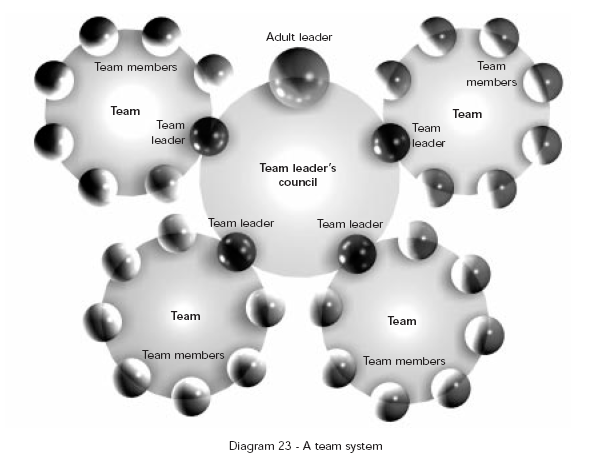 Adult leader
Team members
Team
Team
leader
Team
members
Team
Team
leader
Team leader's
council
Team leader
Team leader
Team
Team members
Team
Team members
Diagram 23 - A team system